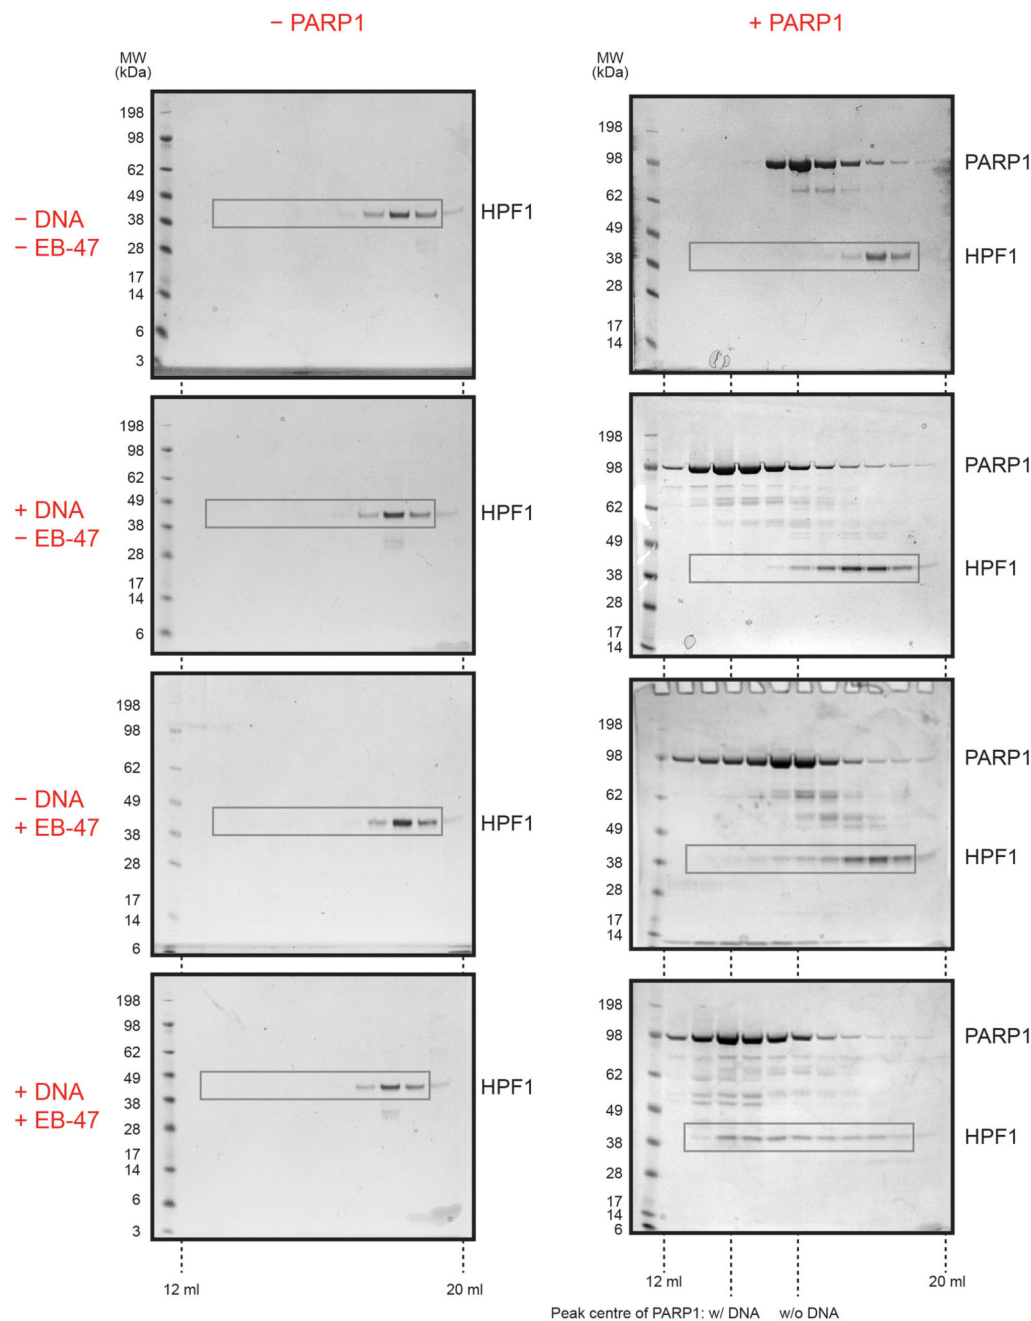 − PARP1
+ PARP1
MW
(kDa)
198
98
62
49
38
28
17
14
6
3
− DNA
− EB-47
HPF1
MW
(kDa)
198
98
62
49
38
28
17
14
PARP1
HPF1
198
98
62
49
38
28
17
14
6
+ DNA
− EB-47
HPF1
198
98
62
49
38
28
17
14
PARP1
HPF1
198
98
62
49
38
28
17
14
6
− DNA
+ EB-47
HPF1
198
98
62
49
38
28
17
14
PARP1
HPF1
198
98
62
49
38
28
17
14
6
3
+ DNA
+ EB-47
HPF1
198
98
62
49
38
28
17
14
6
PARP1
HPF1
12 ml
20 ml
12 ml
20 ml
Peak centre of PARP1: w/ DNA w/o DNA